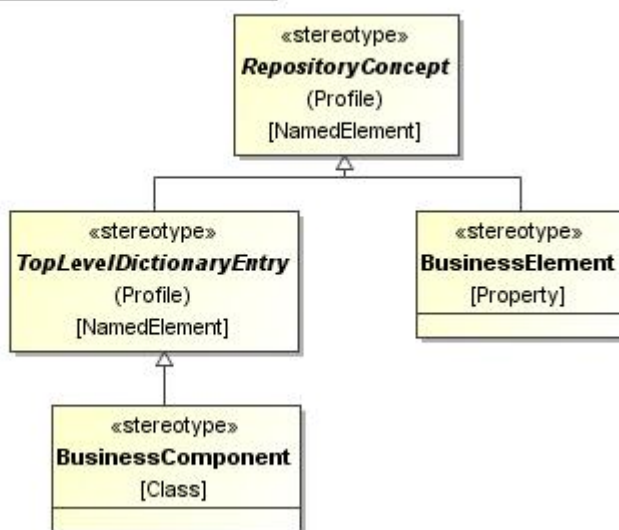 «stereotype»
RepositoryConcept
(Profile)
[NamedElement]
«stereotype»
TopLevelDictionaryEntry
(Profile)
[NamedElement]
«stereotype»
BusinessElement
[Property]
«stereotype»
BusinessComponent
[Class]